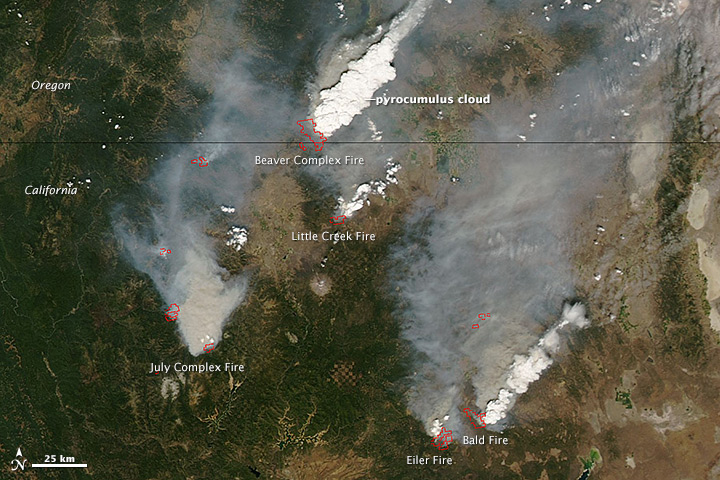 Oregon
pyrocumulus cloud
Beaver Complex Fire
California
Little Creek Fire
July Complex Fire
Bald Fire
Eiler Fire
N 25 km